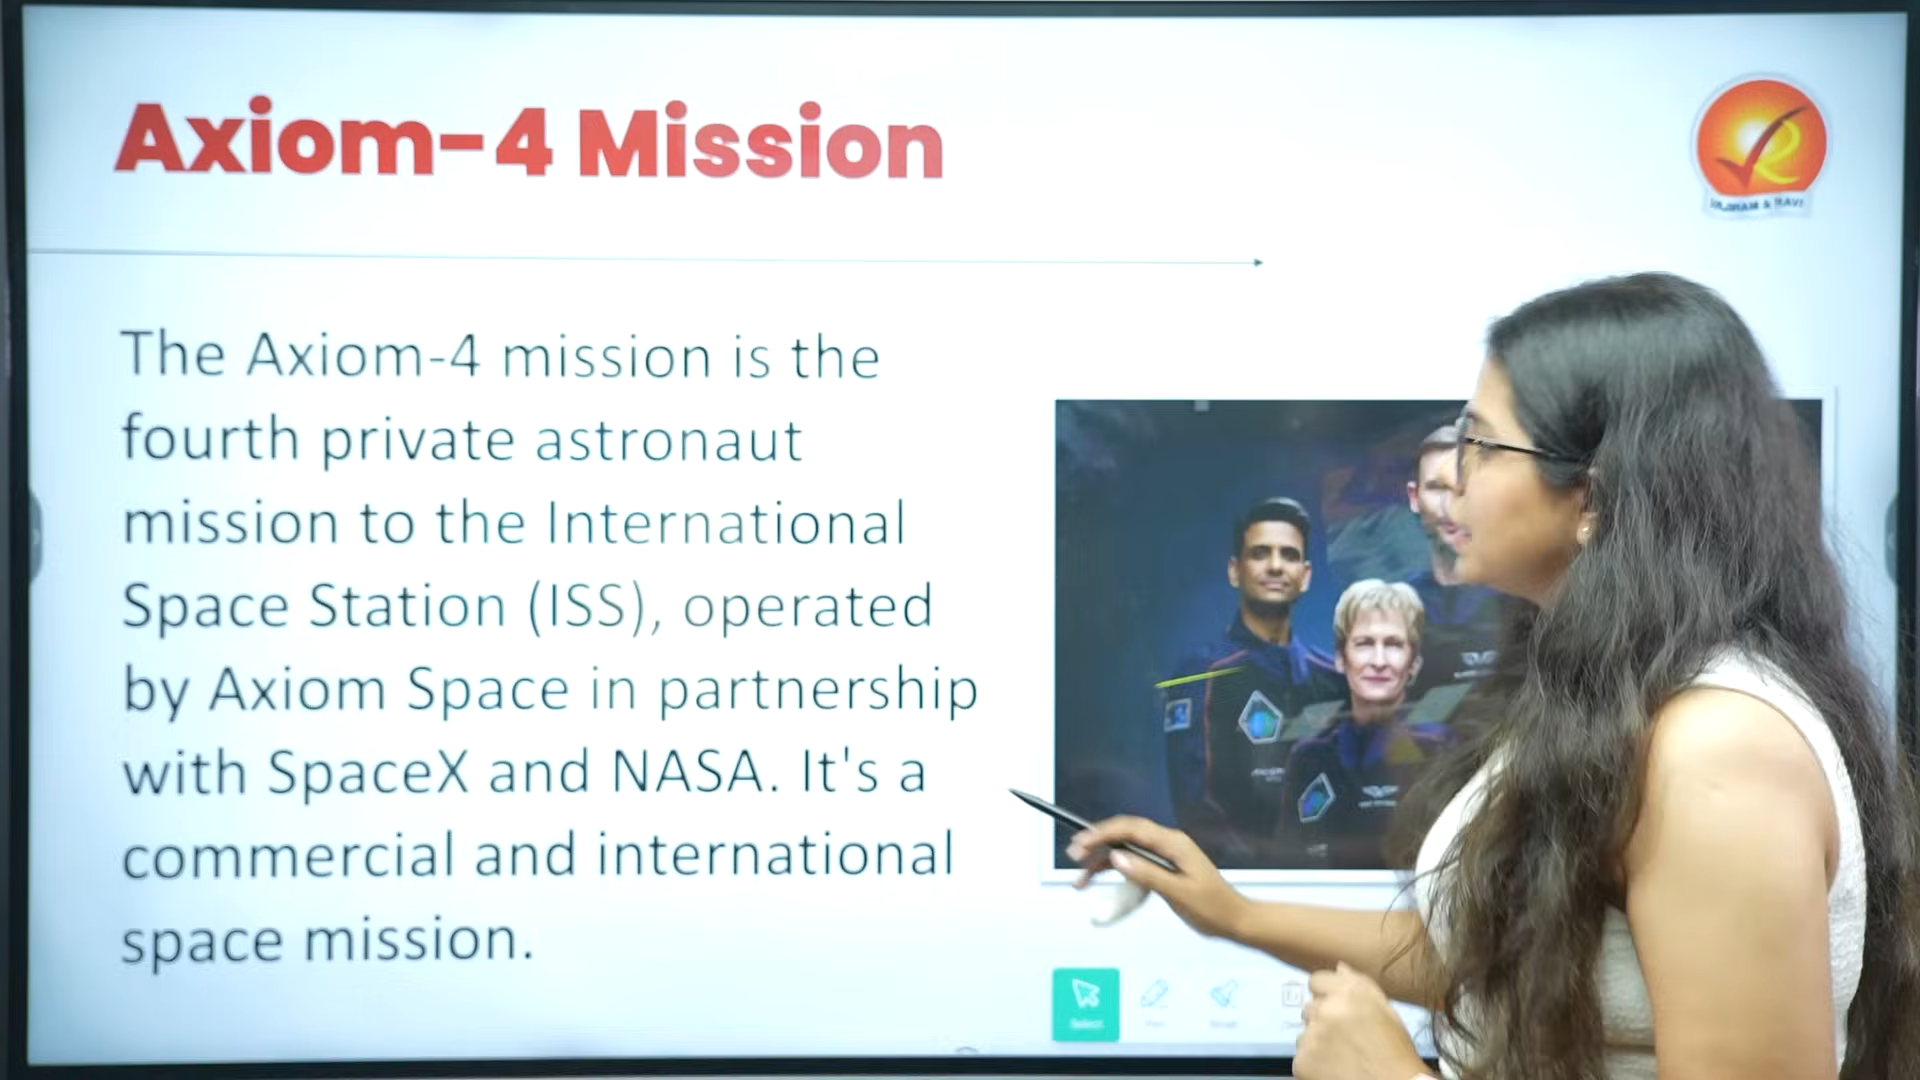 Axiom-4 Mission
The Axiom-4 mission is the
fourth private astronaut
mission to the International
Space Station (ISS), operated
by Axiom Space in partnership
with SpaceX and NASA. It's a
commercial and international
space mission.
Select